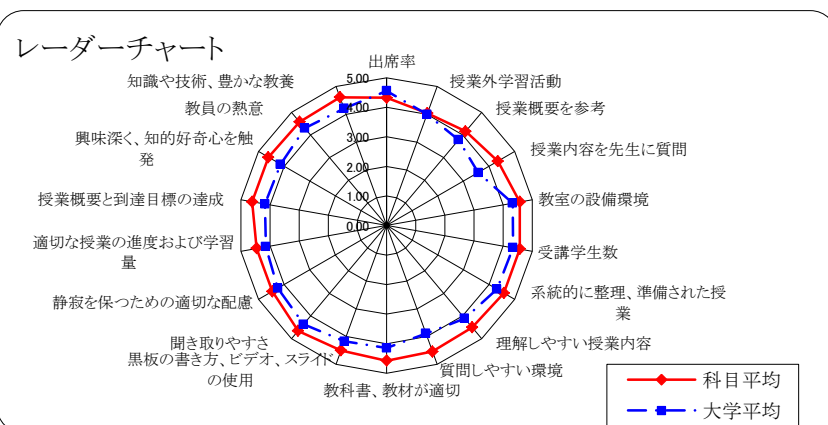 レーダーチャート
出席率
授業外学習活動
授業概要を参考
授業内容を先生に質問
教室の設備環境
受講学生数
系統的に整理、準備された授
業
理解しやすい授業内容
質問しやすい環境
教科書、教材が適切
黒板の書き方、ビデオ、スライド
の使用
聞き取りやすさ
静寂を保つための適切な配慮
適切な授業の進度および学習
量
授業概要と到達目標の達成
興味深く、知的好奇心を触
発
教員の熱意
知識や技術、豊かな教養
5.00
4.00
3.00
2.00
1.00
0.00
科目平均
大学平均